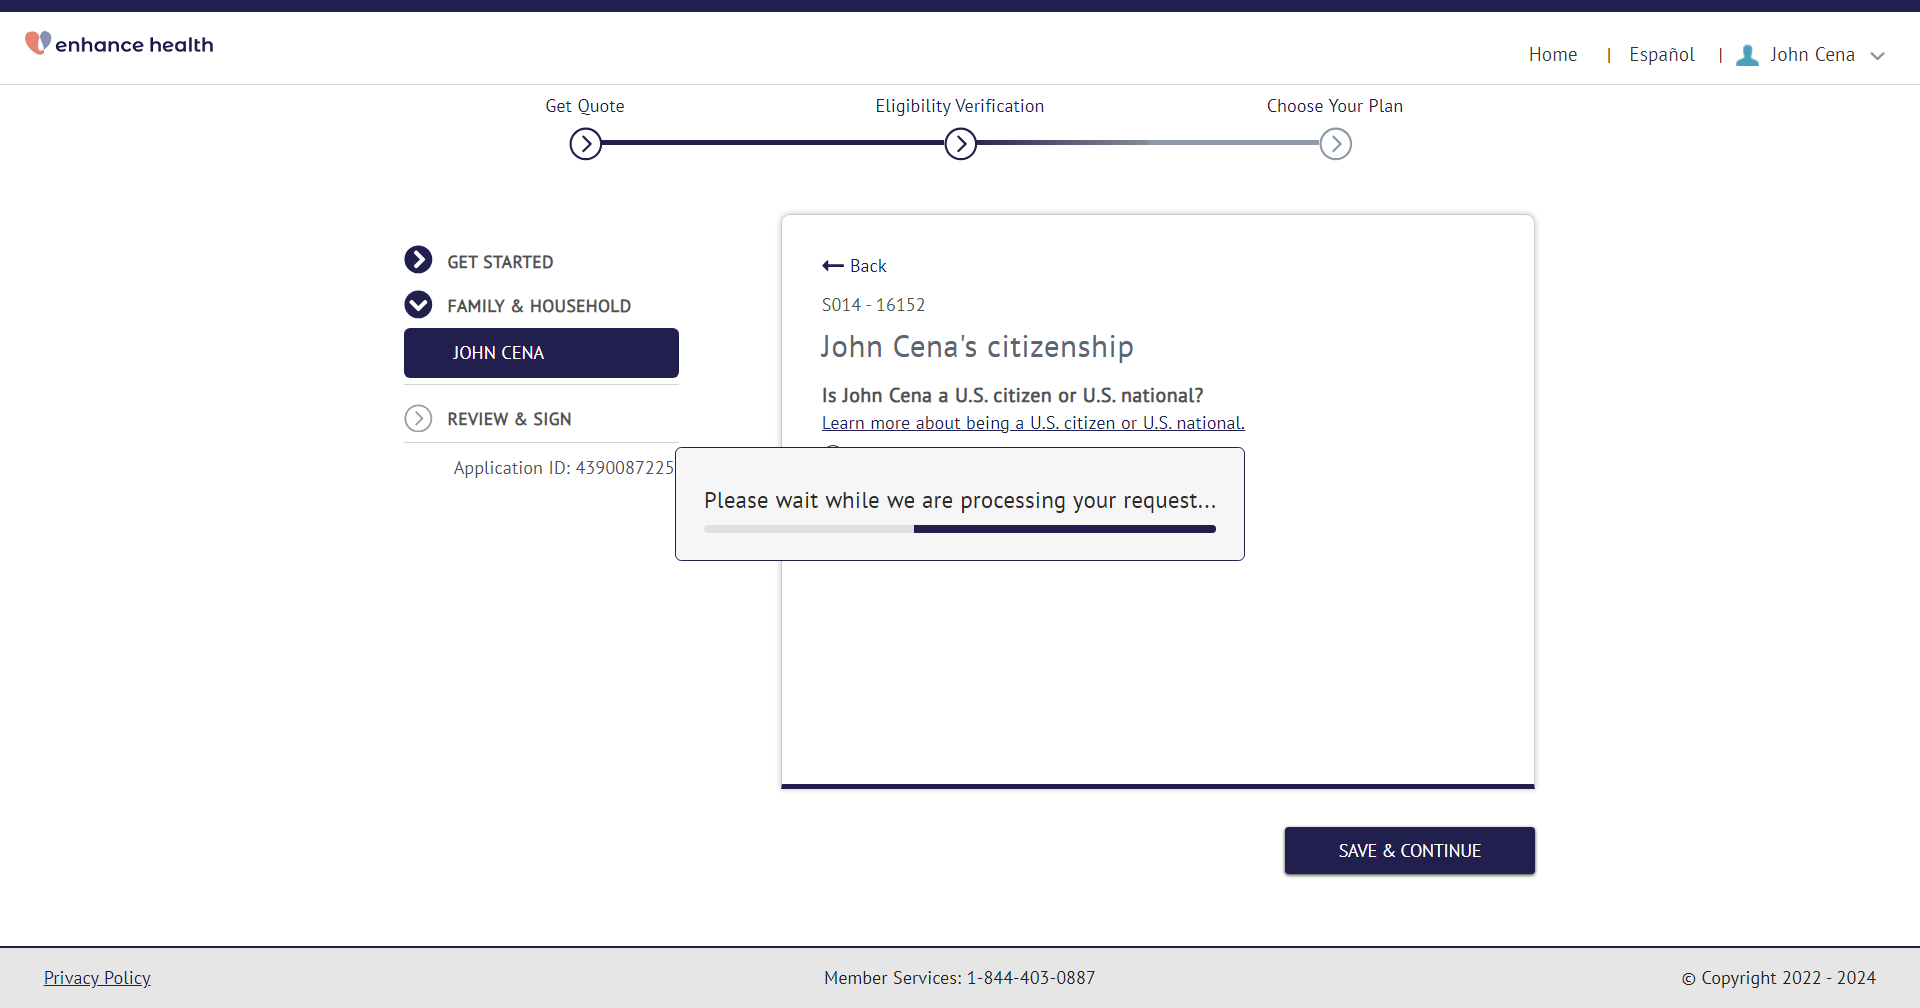 enhance health
Home | Español | John Cena
Get Quote
Eligibility Verification
Choose Your Plan
GET STARTED
FAMILY & HOUSEHOLD
JOHN CENA
REVIEW & SIGN
Application ID: 4390087225
Back
S014 - 16152
John Cena's citizenship
Is John Cena a U.S. citizen or U.S. national?
Learn more about being a U.S. citizen or U.S. national.
Please wait while we are processing your request...
SAVE & CONTINUE
Privacy Policy
Member Services: 1-844-403-0887
© Copyright 2022 - 2024